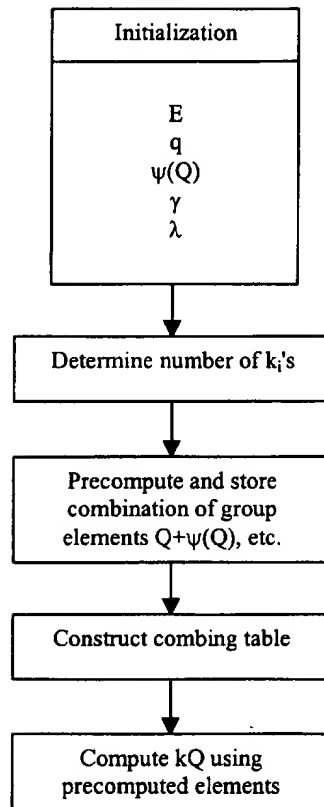 Initialization
E
q
ψ(Q)
γ
λ
Determine number of kᵢ's
Precompute and store
combination of group
elements Q+ψ(Q), etc.
Construct combing table
Compute kQ using
precomputed elements